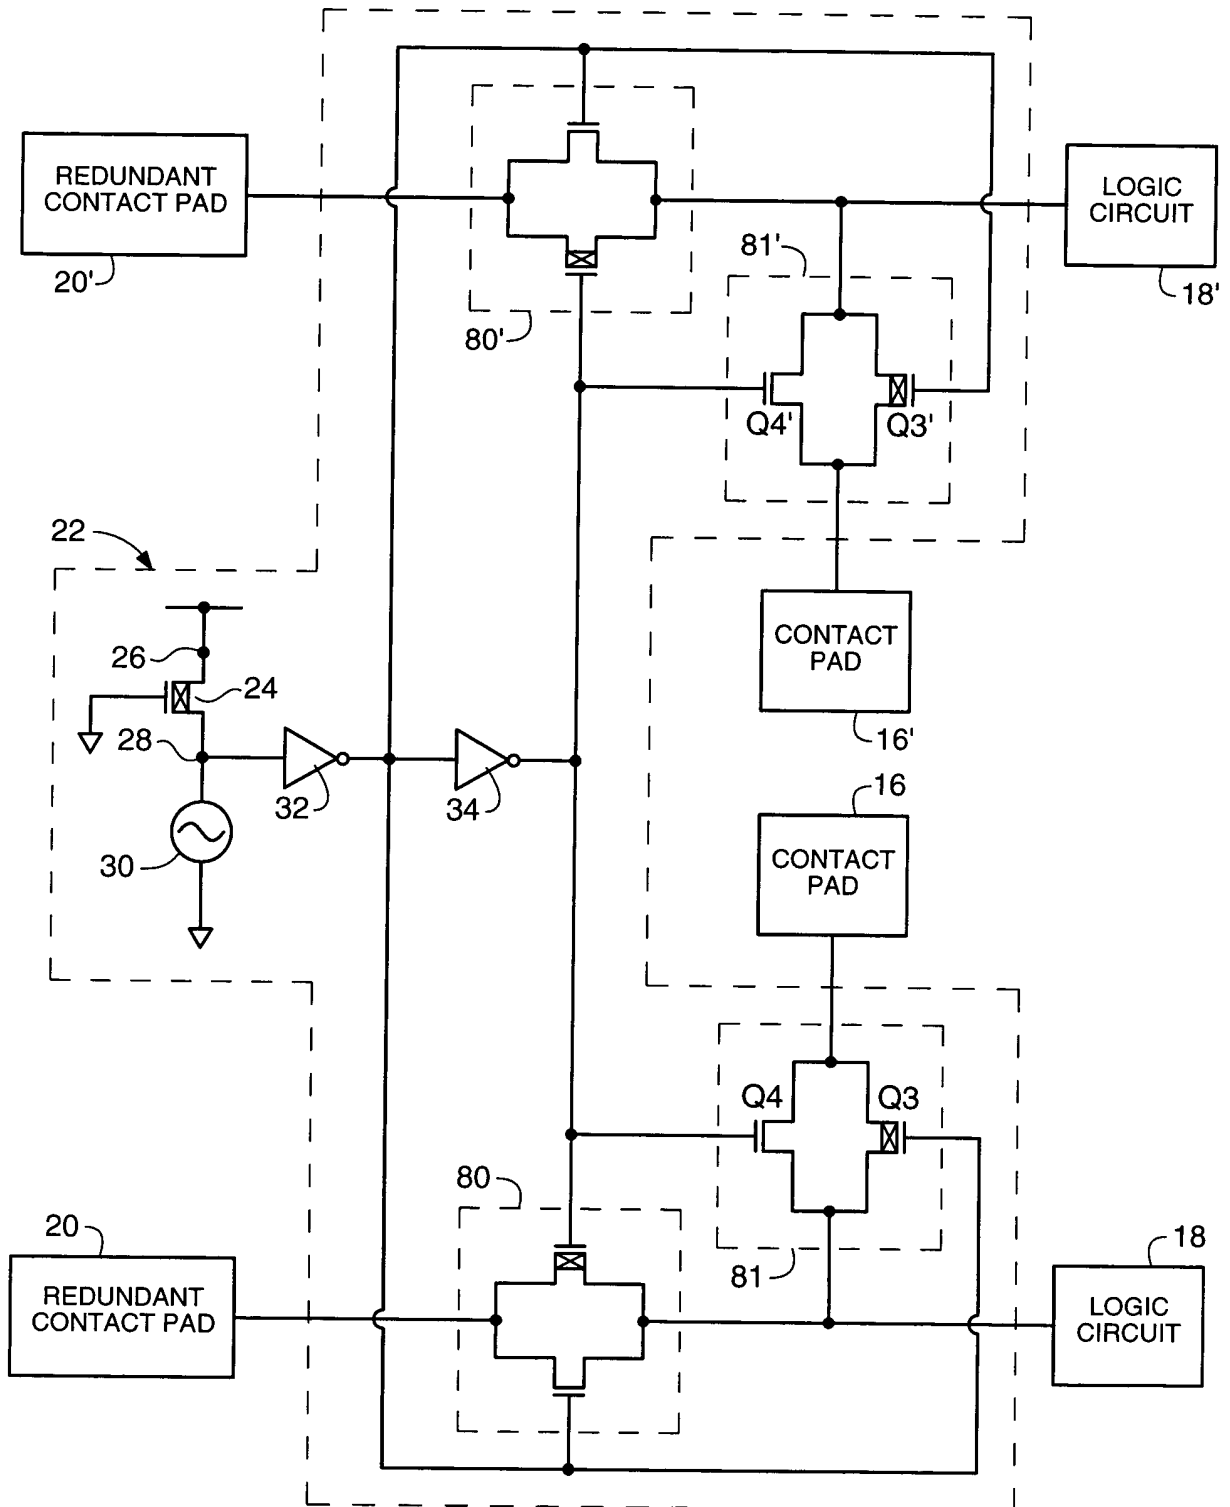 REDUNDANT
CONTACT PAD
20'
80'
81'
Q4'
Q3'
LOGIC
CIRCUIT
18'
22
26
24
28
30
32
34
CONTACT
PAD
16'
16
CONTACT
PAD
Q4
Q3
81
80
20
REDUNDANT
CONTACT PAD
18
LOGIC
CIRCUIT